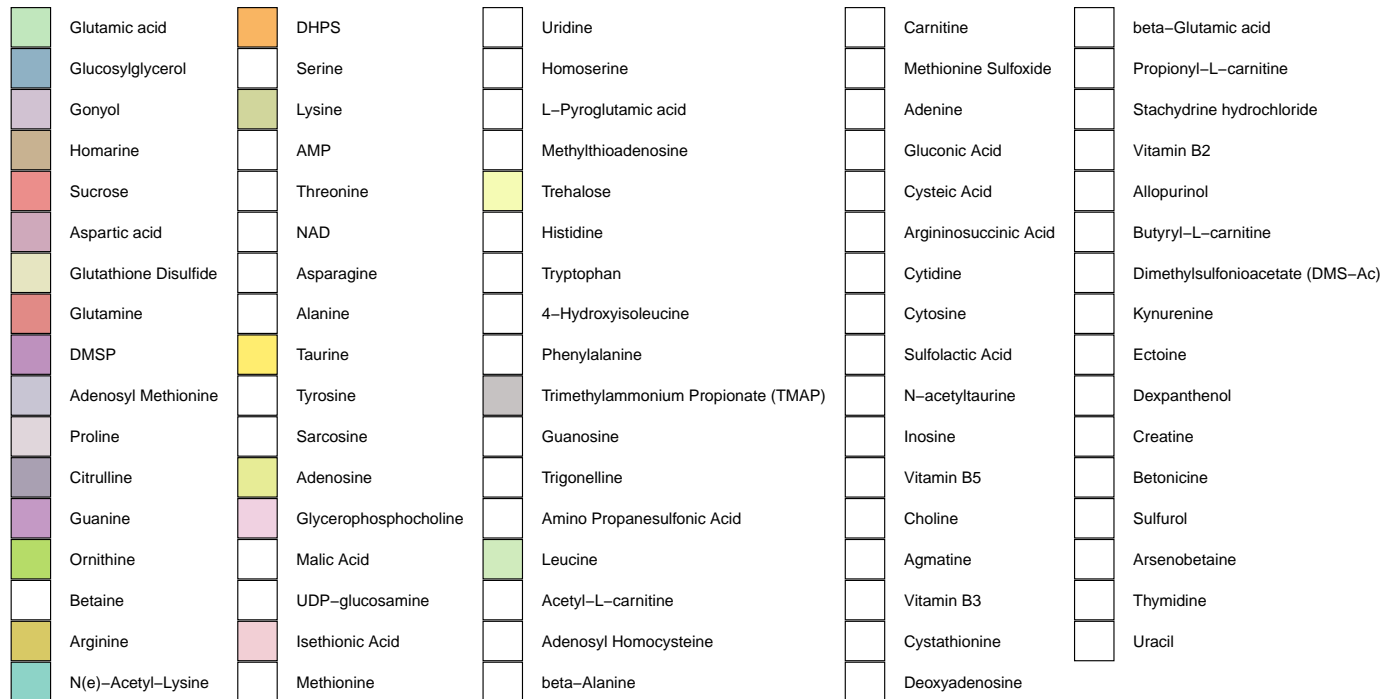 Glutamic acid
Glucosylglycerol
Gonyol
Homarine
Sucrose
Aspartic acid
Glutathione Disulfide
Glutamine
DMSP
Adenosyl Methionine
Proline
Citrulline
Guanine
Ornithine
Betaine
Arginine
N(e)−Acetyl−Lysine
DHPS
Serine
Lysine
AMP
Threonine
NAD
Asparagine
Alanine
Taurine
Tyrosine
Sarcosine
Adenosine
Glycerophosphocholine
Malic Acid
UDP−glucosamine
Isethionic Acid
Methionine
Uridine
Homoserine
L−Pyroglutamic acid
Methylthioadenosine
Trehalose
Histidine
Tryptophan
4−Hydroxyisoleucine
Phenylalanine
Trimethylammonium Propionate (TMAP)
Guanosine
Trigonelline
Amino Propanesulfonic Acid
Leucine
Acetyl−L−carnitine
Adenosyl Homocysteine
beta−Alanine
Carnitine
Methionine Sulfoxide
Adenine
Gluconic Acid
Cysteic Acid
Argininosuccinic Acid
Cytidine
Cytosine
Sulfolactic Acid
N−acetyltaurine
Inosine
Vitamin B5
Choline
Agmatine
Vitamin B3
Cystathionine
Deoxyadenosine
beta−Glutamic acid
Propionyl−L−carnitine
Stachydrine hydrochloride
Vitamin B2
Allopurinol
Butyryl−L−carnitine
Dimethylsulfonioacetate (DMS−Ac)
Kynurenine
Ectoine
Dexpanthenol
Creatine
Betonicine
Sulfurol
Arsenobetaine
Thymidine
Uracil